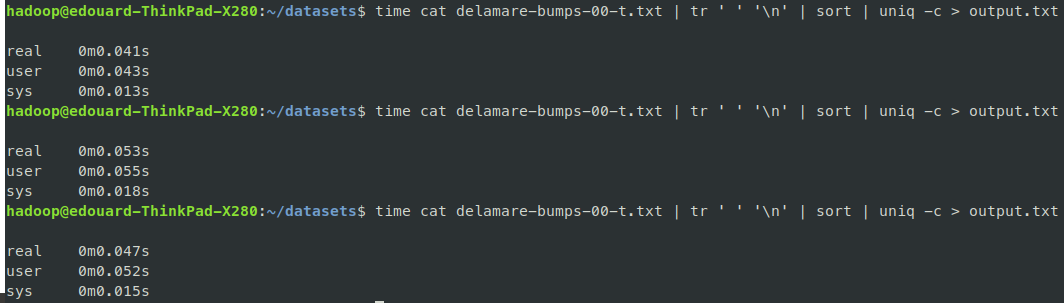 hadoop@edouard-ThinkPad-X280:~/datasets$ time cat delamare-bumps-00-t.txt | tr ' ' '\n' | sort | uniq -c > output.txt
real 0m0.041s
user 0m0.043s
sys 0m0.013s
hadoop@edouard-ThinkPad-X280:~/datasets$ time cat delamare-bumps-00-t.txt | tr ' ' '\n' | sort | uniq -c > output.txt
real 0m0.053s
user 0m0.055s
sys 0m0.018s
hadoop@edouard-ThinkPad-X280:~/datasets$ time cat delamare-bumps-00-t.txt | tr ' ' '\n' | sort | uniq -c > output.txt
real 0m0.047s
user 0m0.052s
sys 0m0.015s